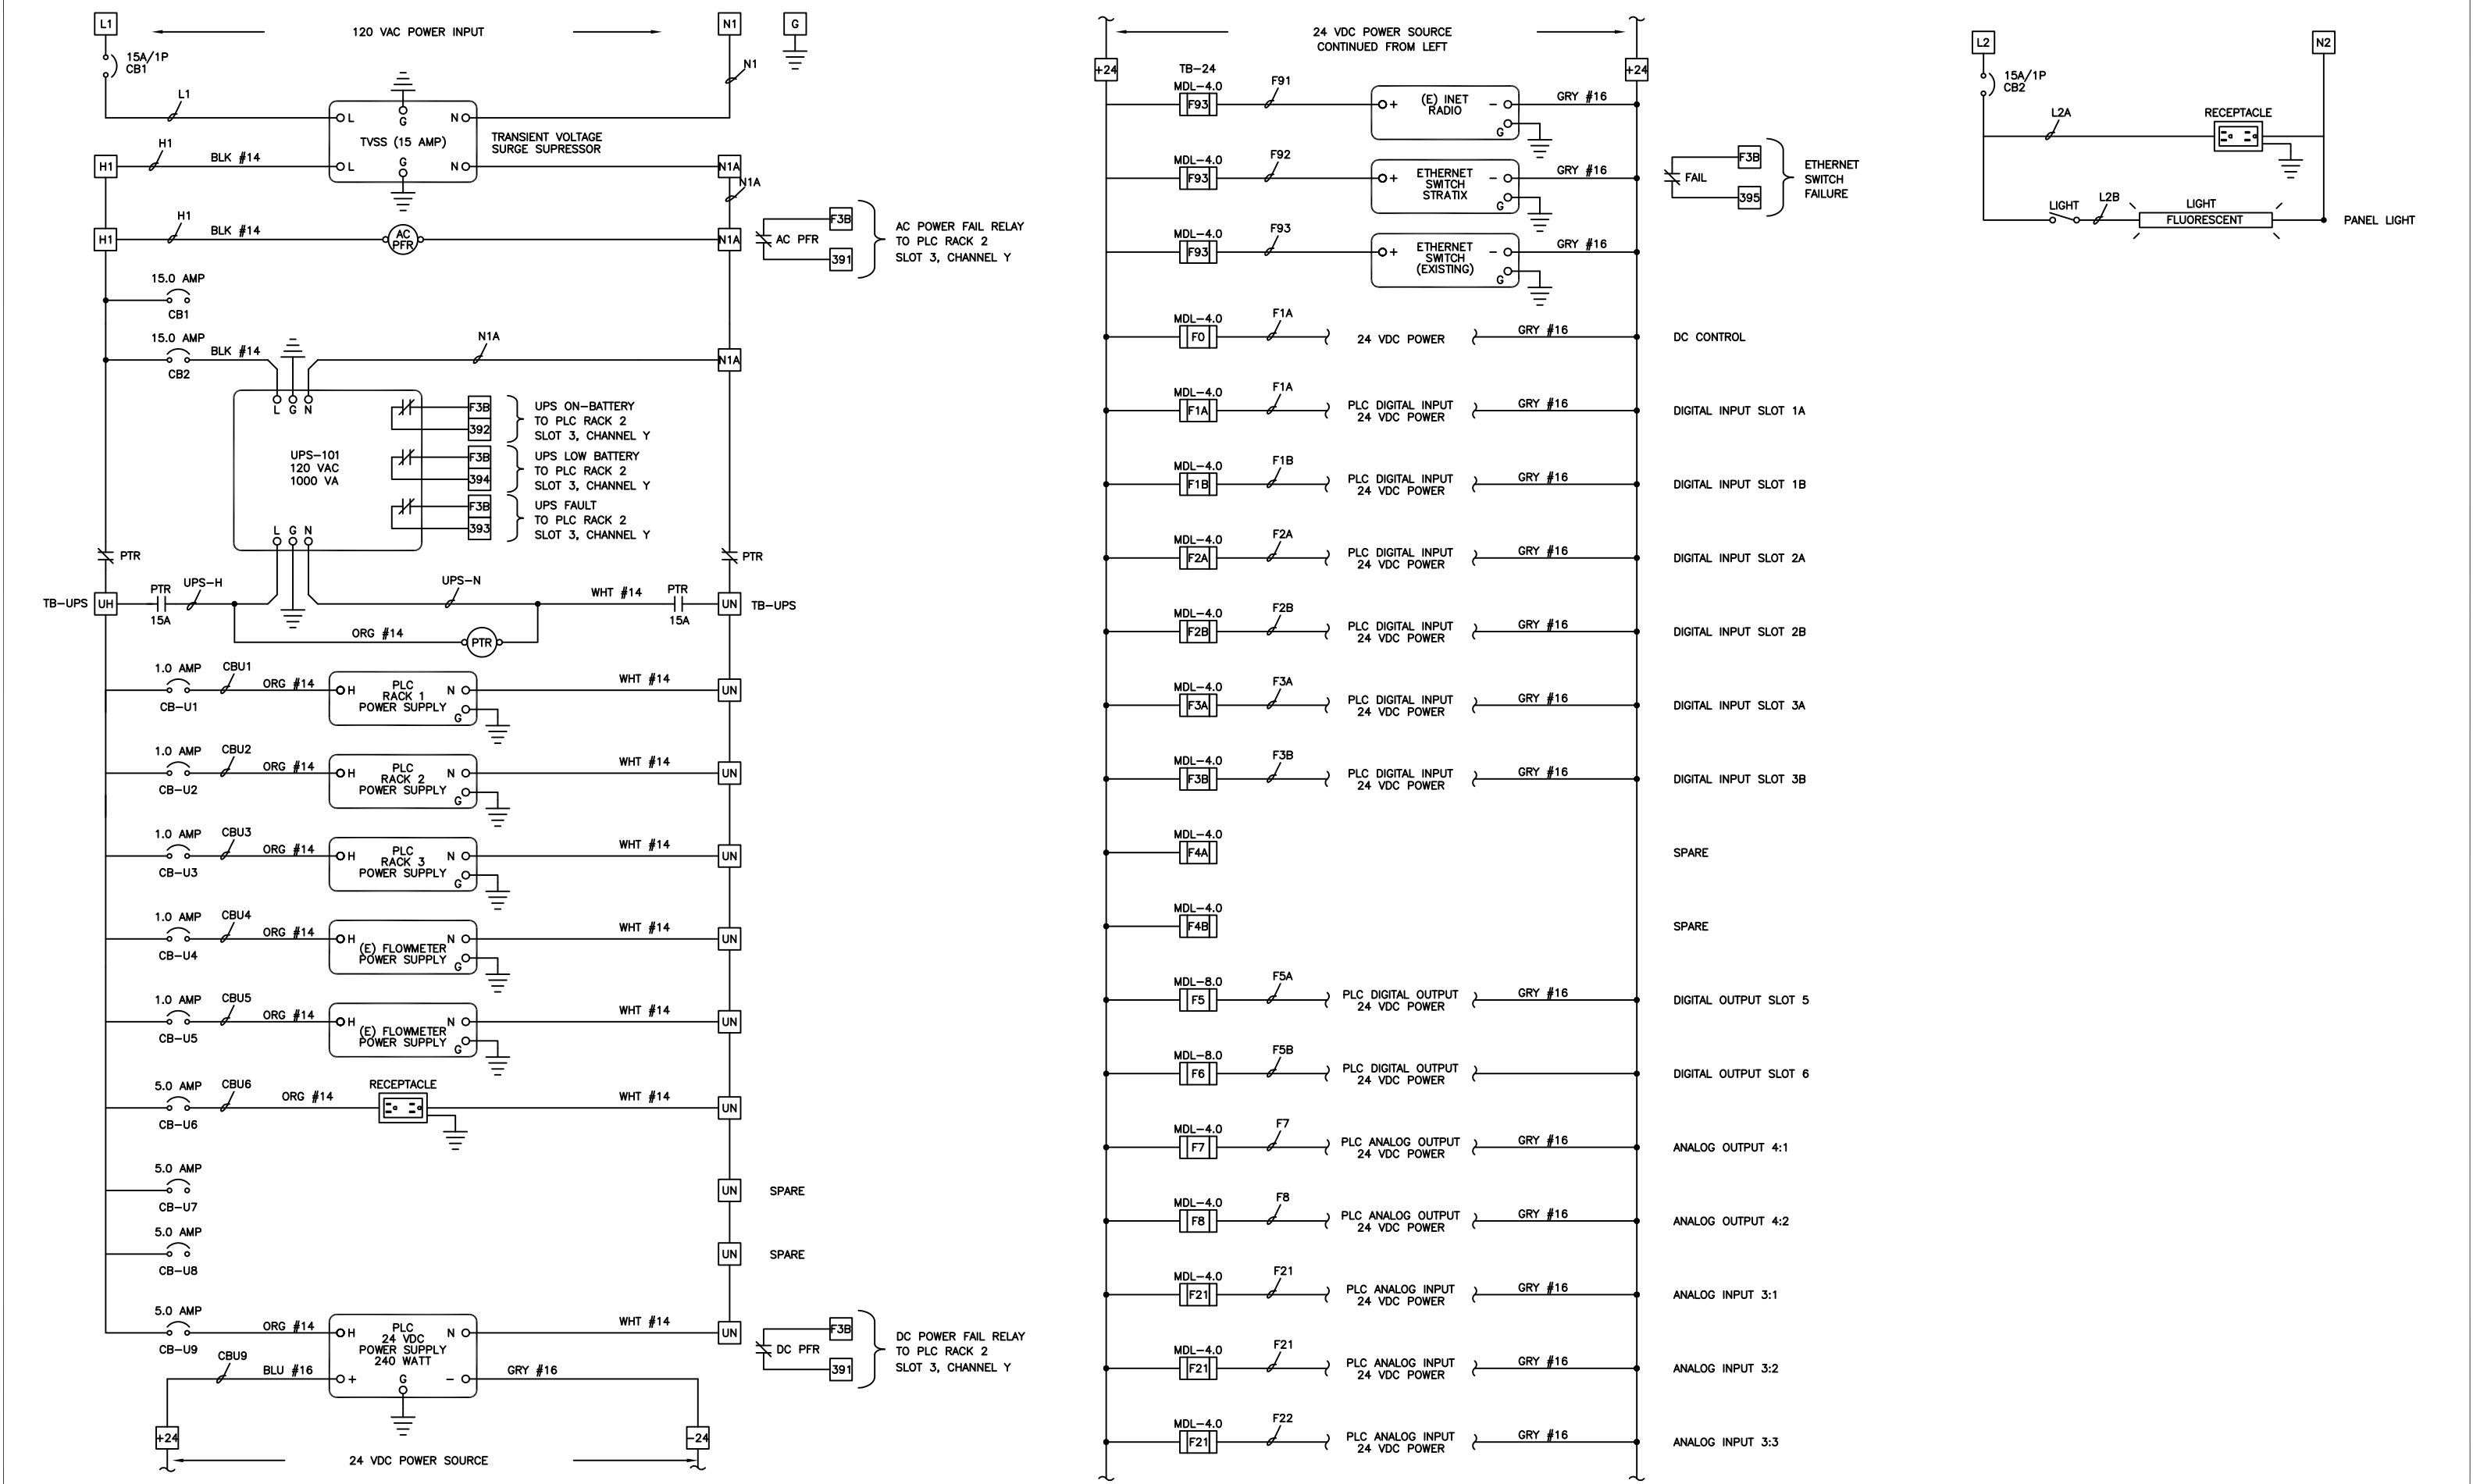 L1
120 VAC POWER INPUT
N1
G
15A/1P
CB1
N1
L1
L
G
N
TVSS (15 AMP)
TRANSIENT VOLTAGE
SURGE SUPRESSOR
H1
H1
BLK #14
L
G
N
N1A
N1A
H1
H1
BLK #14
AC
PFR
N1A
F3B
AC PFR
391
AC POWER FAIL RELAY
TO PLC RACK 2
SLOT 3, CHANNEL Y
15.0 AMP
CB1
15.0 AMP
CB2
BLK #14
N1A
N1A
L G N
UPS-101
120 VAC
1000 VA
F3B
392
UPS ON-BATTERY
TO PLC RACK 2
SLOT 3, CHANNEL Y
F3B
394
UPS LOW BATTERY
TO PLC RACK 2
SLOT 3, CHANNEL Y
F3B
393
UPS FAULT
TO PLC RACK 2
SLOT 3, CHANNEL Y
L G N
PTR
PTR
TB-UPS
UH
PTR
15A
UPS-H
UPS-N
WHT #14
PTR
15A
UN
TB-UPS
ORG #14
PTR
1.0 AMP
CB-U1
CBU1
ORG #14
H
PLC
RACK 1
POWER SUPPLY
N
G
WHT #14
UN
1.0 AMP
CB-U2
CBU2
ORG #14
H
PLC
RACK 2
POWER SUPPLY
N
G
WHT #14
UN
1.0 AMP
CB-U3
CBU3
ORG #14
H
PLC
RACK 3
POWER SUPPLY
N
G
WHT #14
UN
1.0 AMP
CB-U4
CBU4
ORG #14
H
(E) FLOWMETER
POWER SUPPLY
N
G
WHT #14
UN
1.0 AMP
CB-U5
CBU5
ORG #14
H
(E) FLOWMETER
POWER SUPPLY
N
G
WHT #14
UN
5.0 AMP
CB-U6
CBU6
ORG #14
RECEPTACLE
WHT #14
UN
5.0 AMP
CB-U7
UN
SPARE
5.0 AMP
CB-U8
UN
SPARE
5.0 AMP
CB-U9
ORG #14
H
PLC
24 VDC
POWER SUPPLY
240 WATT
N
WHT #14
UN
F3B
DC PFR
391
DC POWER FAIL RELAY
TO PLC RACK 2
SLOT 3, CHANNEL Y
CBU9
BLU #16
+
G
-
GRY #16
+24
-24
24 VDC POWER SOURCE
24 VDC POWER SOURCE
CONTINUED FROM LEFT
+24
TB-24
+24
MDL-4.0
F93
F91
+
(E) INET
RADIO
-
G
GRY #16
MDL-4.0
F93
F92
+
ETHERNET
SWITCH
STRATIX
-
G
GRY #16
F3B
FAIL
395
ETHERNET
SWITCH
FAILURE
MDL-4.0
F93
F93
+
ETHERNET
SWITCH
(EXISTING)
-
G
GRY #16
MDL-4.0
F0
F1A
24 VDC POWER
GRY #16
DC CONTROL
MDL-4.0
F1A
F1A
PLC DIGITAL INPUT
24 VDC POWER
GRY #16
DIGITAL INPUT SLOT 1A
MDL-4.0
F1B
F1B
PLC DIGITAL INPUT
24 VDC POWER
GRY #16
DIGITAL INPUT SLOT 1B
MDL-4.0
F2A
F2A
PLC DIGITAL INPUT
24 VDC POWER
GRY #16
DIGITAL INPUT SLOT 2A
MDL-4.0
F2B
F2B
PLC DIGITAL INPUT
24 VDC POWER
GRY #16
DIGITAL INPUT SLOT 2B
MDL-4.0
F3A
F3A
PLC DIGITAL INPUT
24 VDC POWER
GRY #16
DIGITAL INPUT SLOT 3A
MDL-4.0
F3B
F3B
PLC DIGITAL INPUT
24 VDC POWER
GRY #16
DIGITAL INPUT SLOT 3B
MDL-4.0
F4A
SPARE
MDL-4.0
F4B
SPARE
MDL-8.0
F5
F5A
PLC DIGITAL OUTPUT
24 VDC POWER
GRY #16
DIGITAL OUTPUT SLOT 5
MDL-8.0
F6
F5B
PLC DIGITAL OUTPUT
24 VDC POWER
DIGITAL OUTPUT SLOT 6
MDL-4.0
F7
F7
PLC ANALOG OUTPUT
24 VDC POWER
GRY #16
ANALOG OUTPUT 4:1
MDL-4.0
F8
F8
PLC ANALOG OUTPUT
24 VDC POWER
GRY #16
ANALOG OUTPUT 4:2
MDL-4.0
F21
F21
PLC ANALOG INPUT
24 VDC POWER
GRY #16
ANALOG INPUT 3:1
MDL-4.0
F21
F21
PLC ANALOG INPUT
24 VDC POWER
GRY #16
ANALOG INPUT 3:2
MDL-4.0
F21
F22
PLC ANALOG INPUT
24 VDC POWER
GRY #16
ANALOG INPUT 3:3
L2
N2
15A/1P
CB2
L2A
RECEPTACLE
LIGHT
L2B
LIGHT
FLUORESCENT
PANEL LIGHT